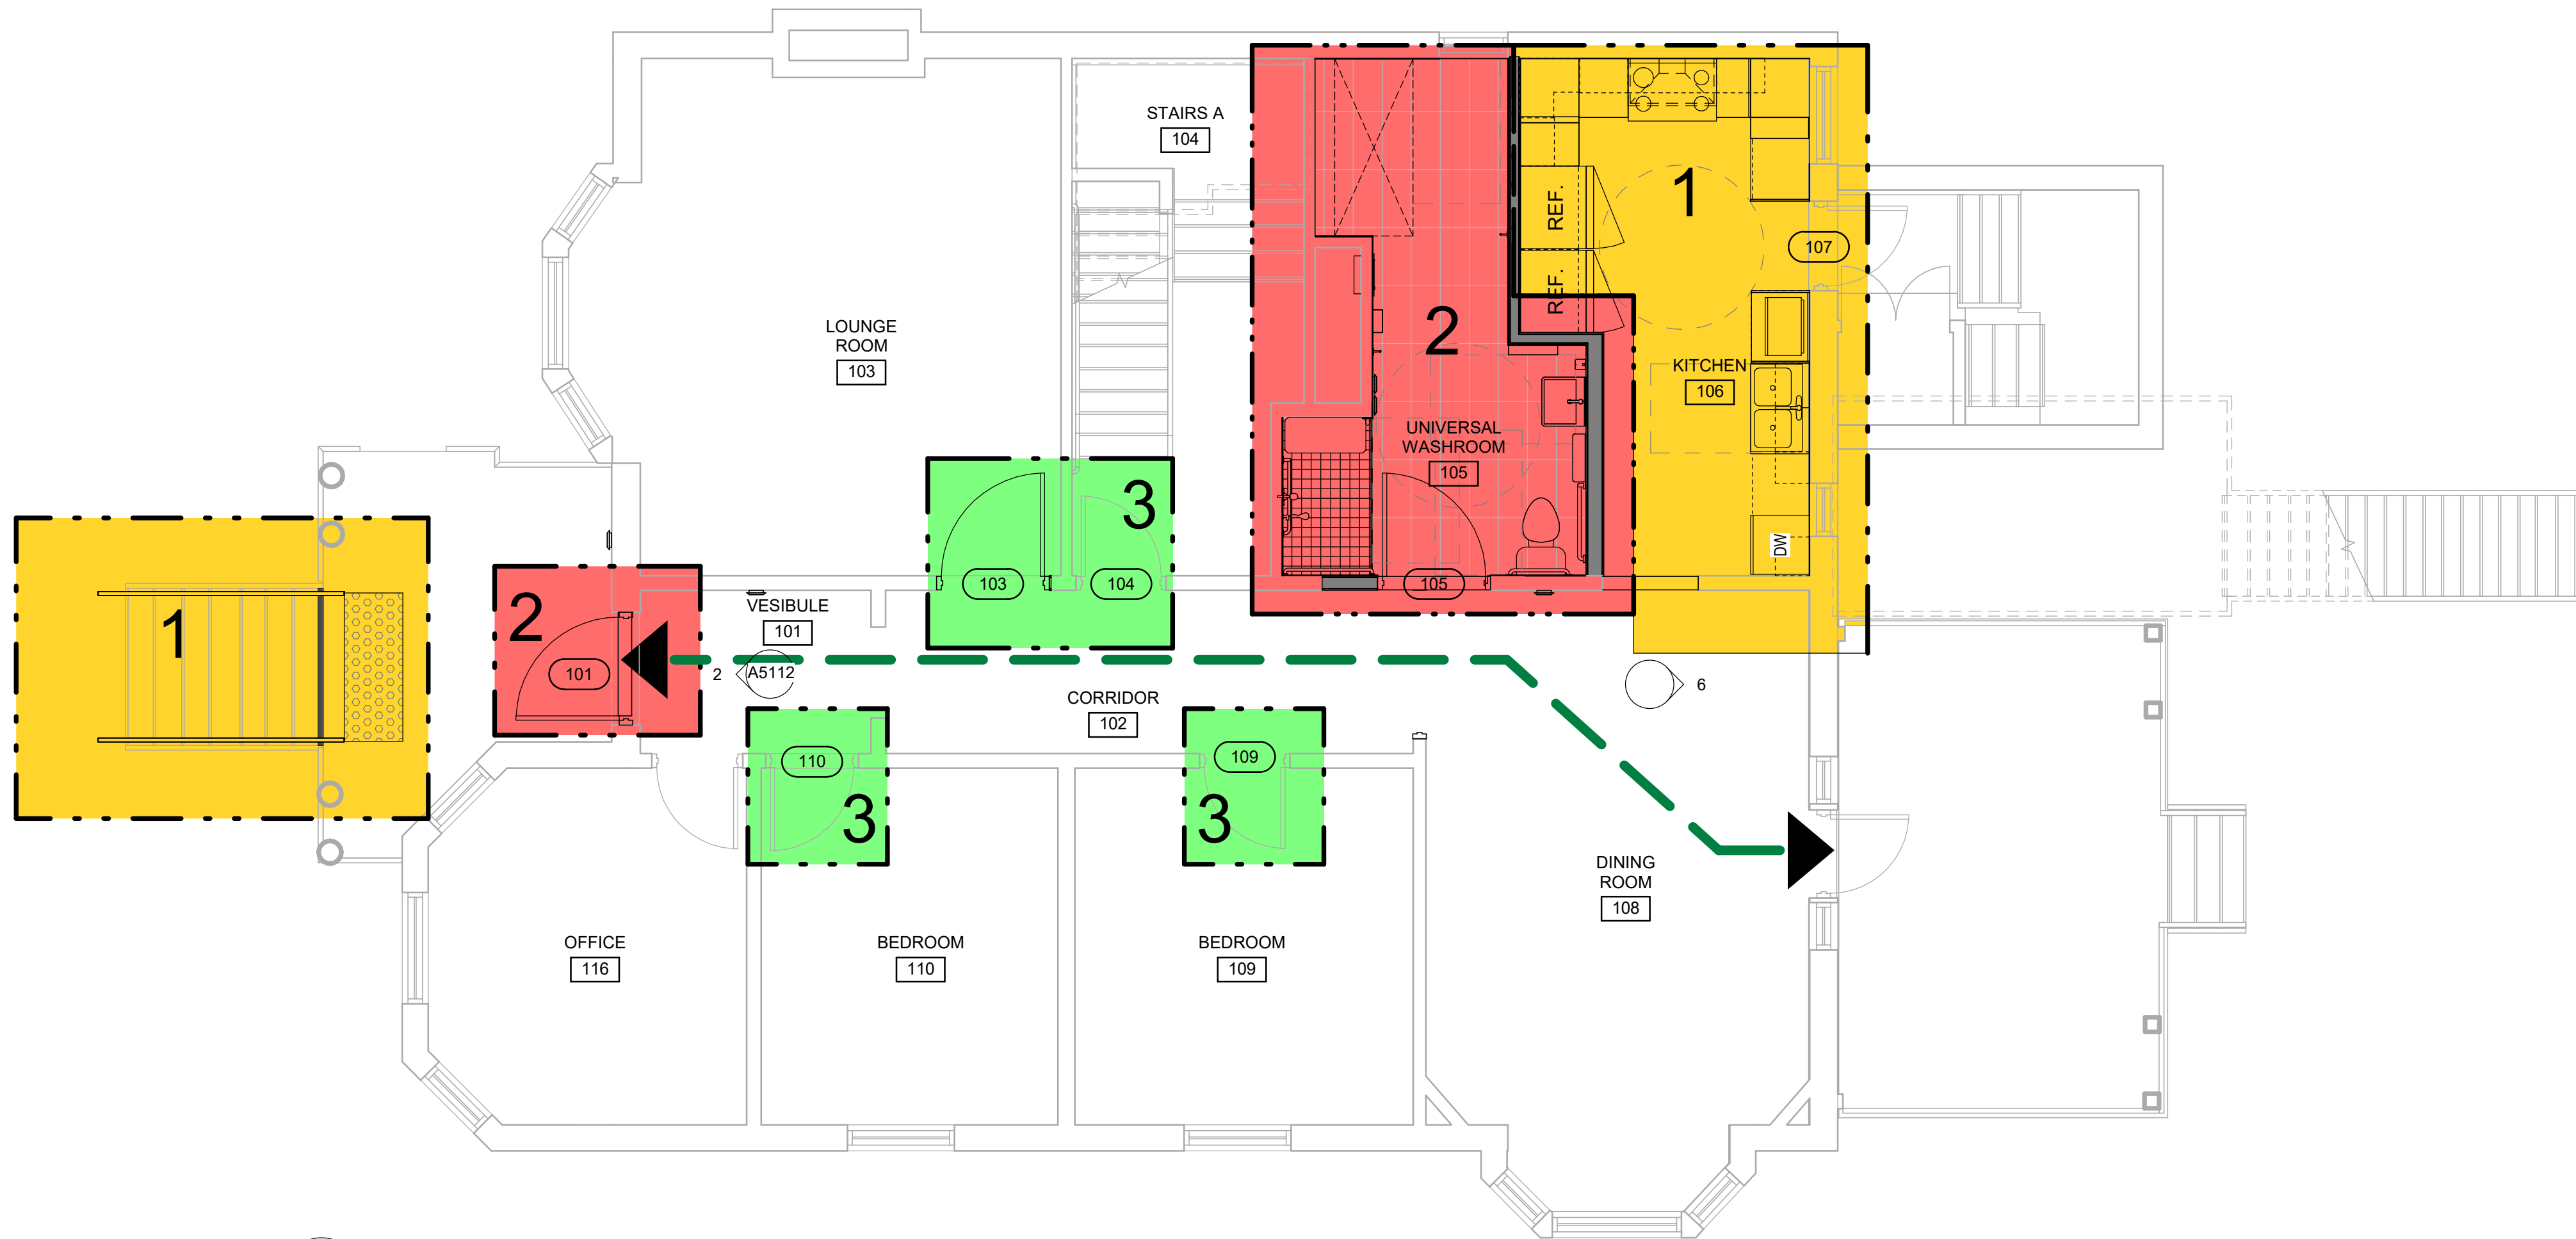 STAIRS A
104
1
REF.
REF.
107
LOUNGE
ROOM
103
2
KITCHEN
106
UNIVERSAL
WASHROOM
105
3
DW
103
104
105
1
2
VESIBULE
101
101
2
A5112
6
CORRIDOR
102
110
109
3
3
DINING
ROOM
108
OFFICE
116
BEDROOM
110
BEDROOM
109